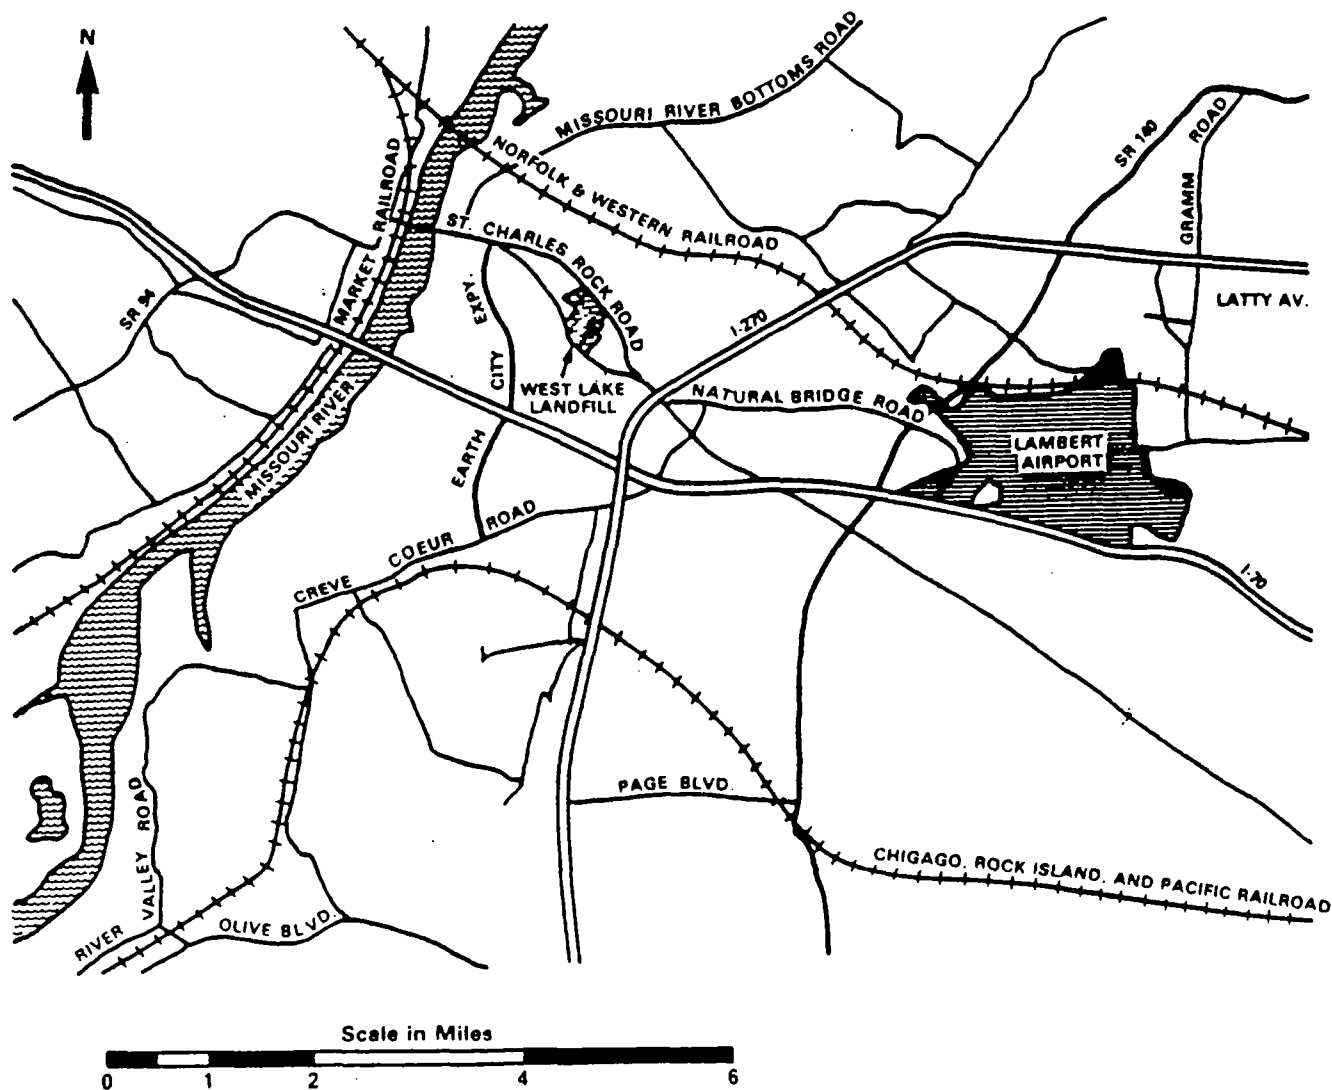 N
MISSOURI RIVER BOTTOMS ROAD
SR 140
GRAMM ROAD
NORFOLK & WESTERN RAILROAD
MARKET RAILROAD
ST. CHARLES ROCK ROAD
LATTY AV.
SR 94
I-270
EARTH CITY EXPY
WEST LAKE
LANDFILL
NATURAL BRIDGE ROAD
LAMBERT
AIRPORT
MISSOURI RIVER
CREVE COEUR ROAD
I-70
PAGE BLVD.
RIVER VALLEY ROAD
OLIVE BLVD.
CHIGAGO, ROCK ISLAND, AND PACIFIC RAILROAD
Scale in Miles
0 1 2 4 6